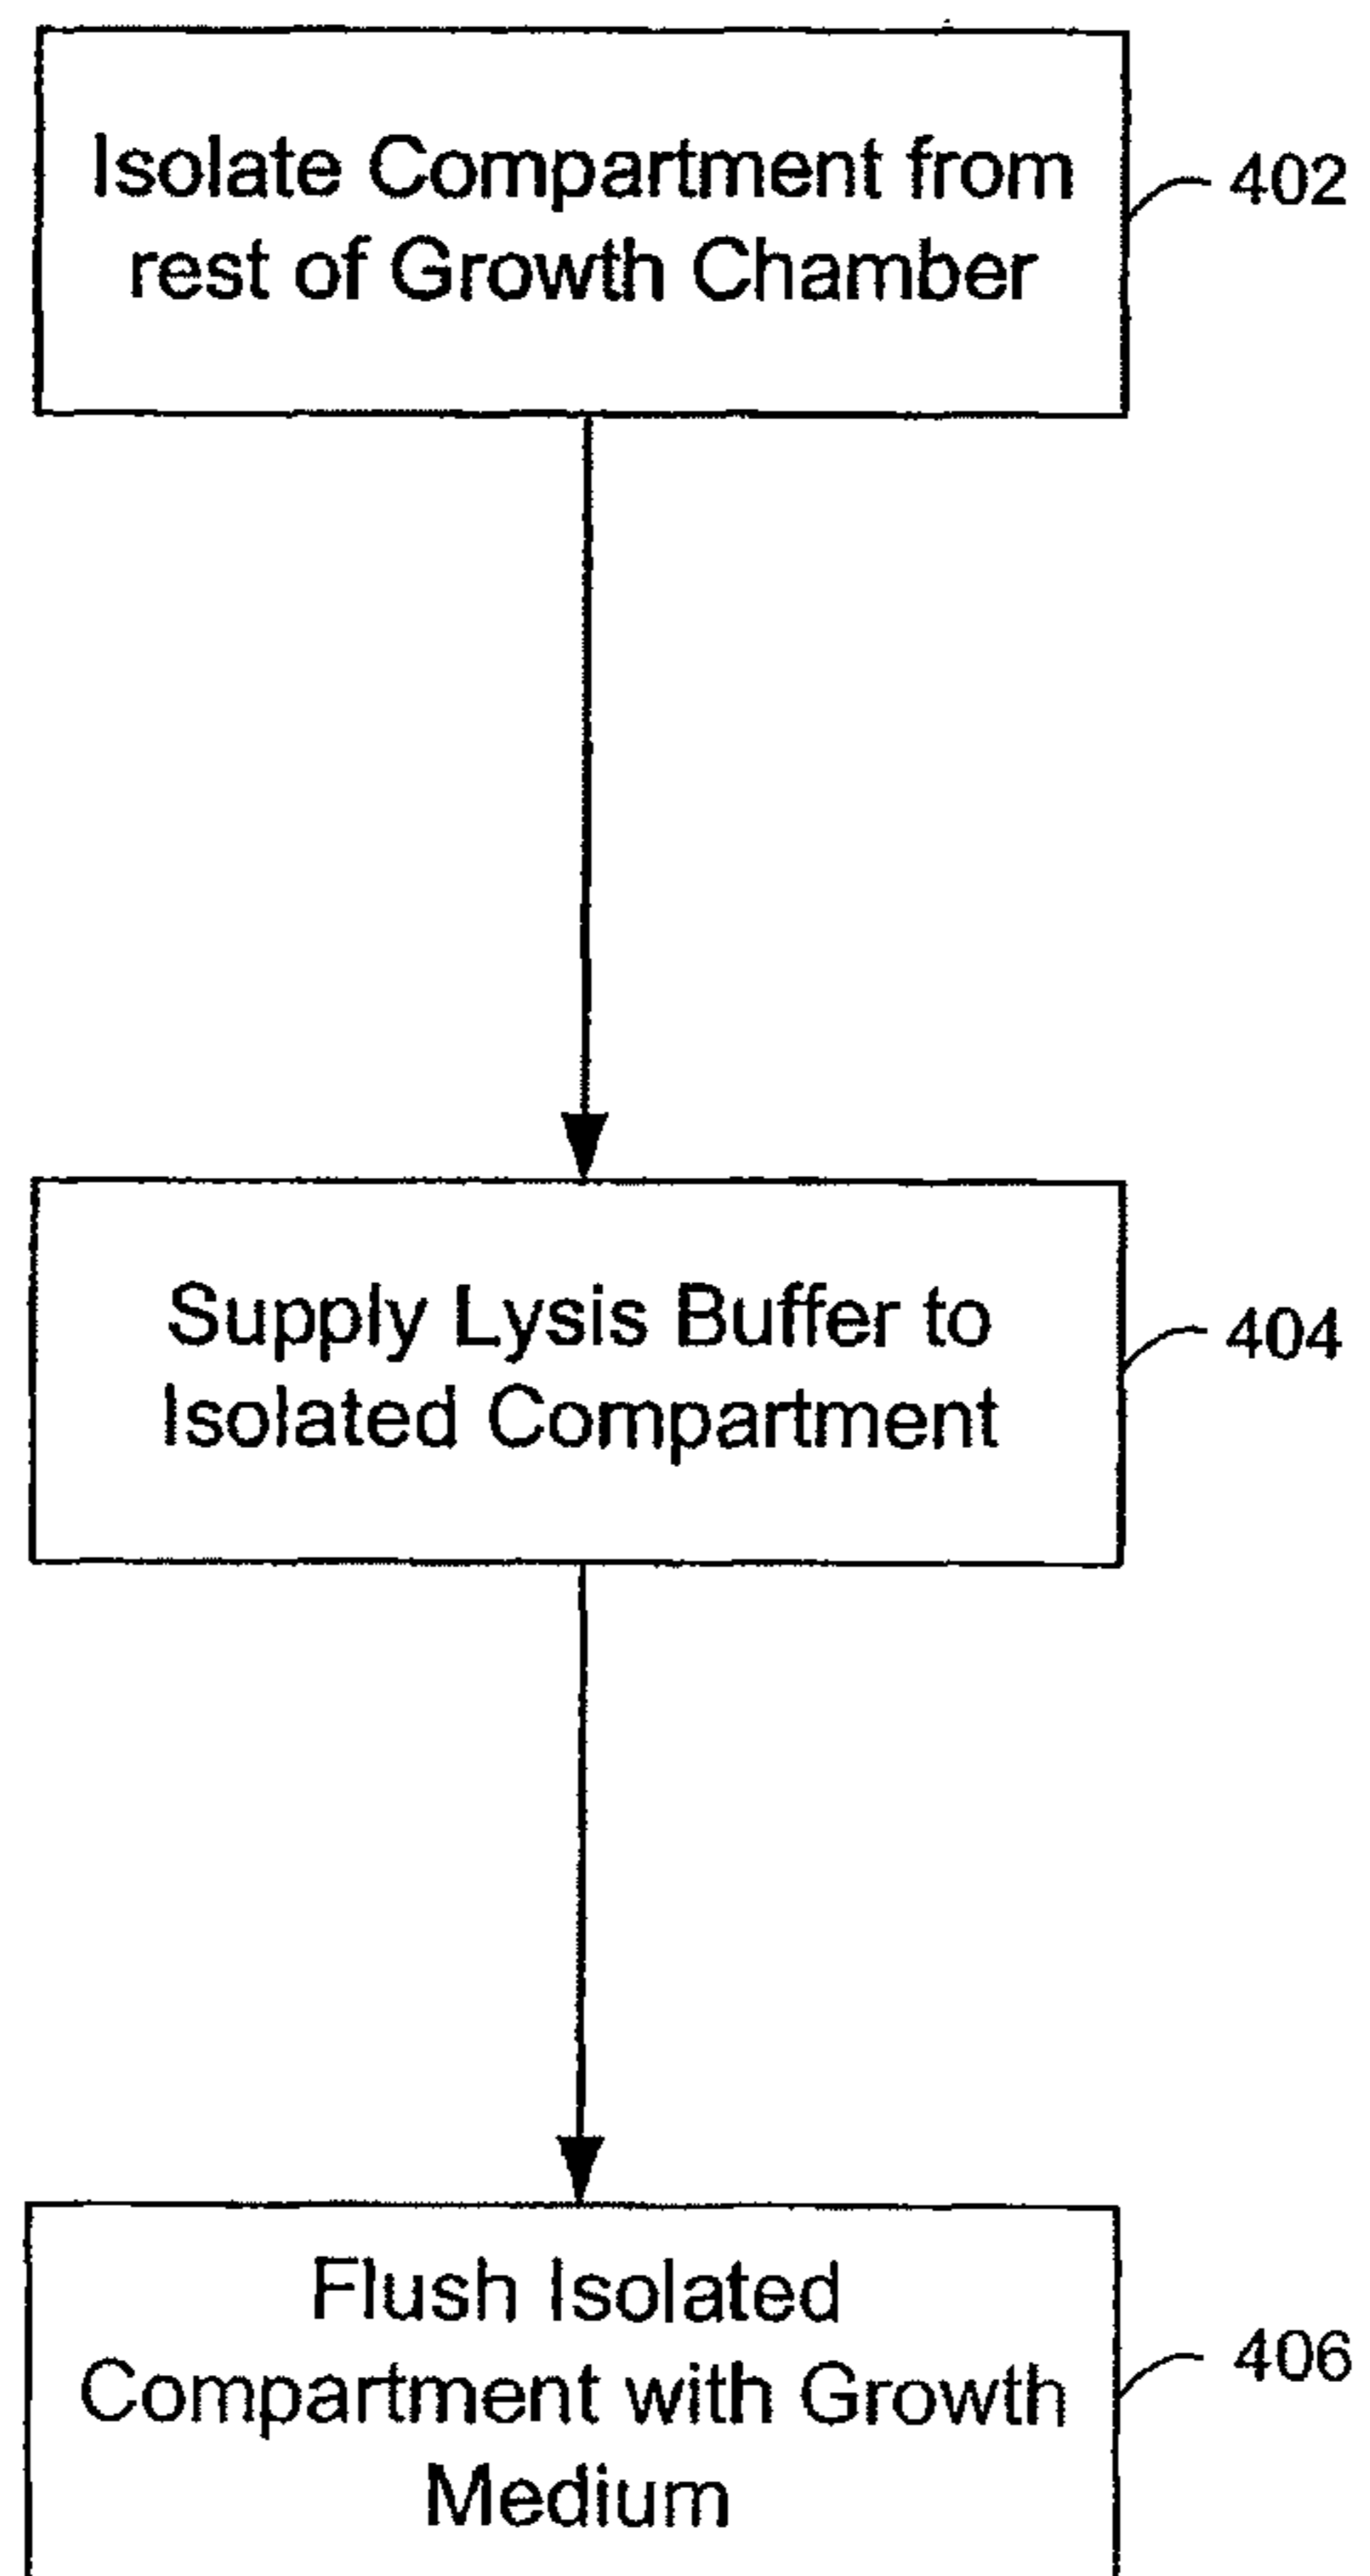 Isolate Compartment from
rest of Growth Chamber
402
Supply Lysis Buffer to
Isolated Compartment
404
Flush Isolated
Compartment with Growth
Medium
406